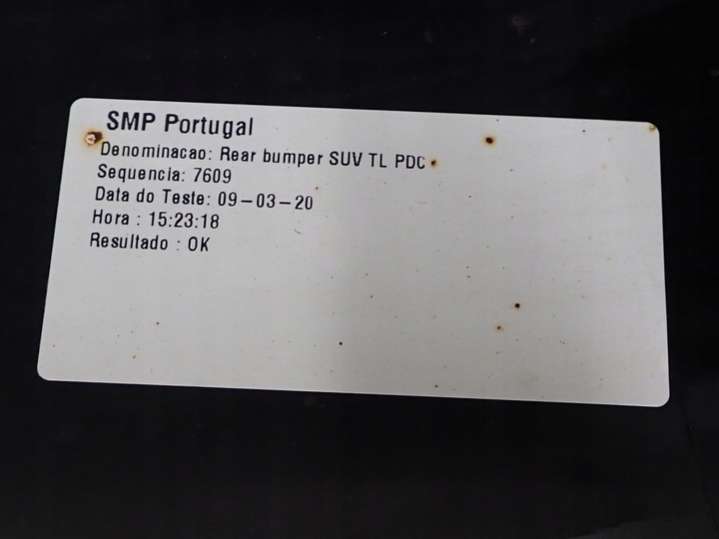 SMP Portugal
Denominacao: Rear bumper SUV TL PDC
Sequencia: 7609
Data do Teste: 09-03-20
Hora : 15:23:18
Resultado : OK